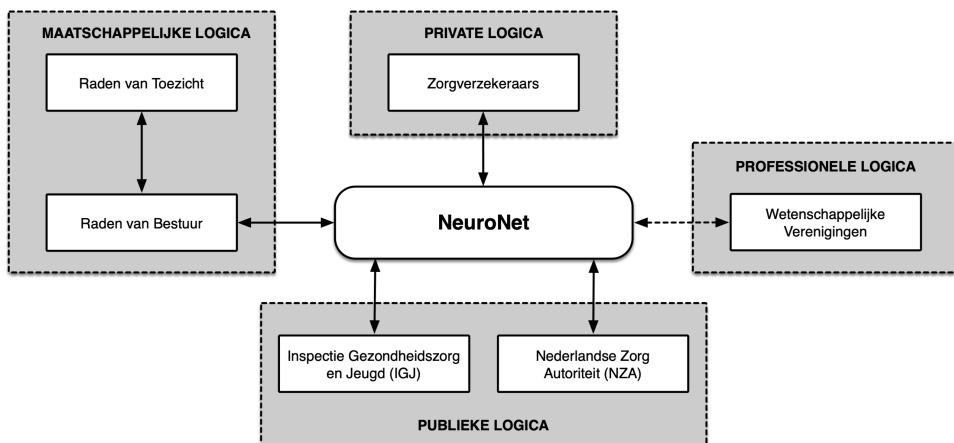 MAATSCHAPPELIJKE LOGICA
Raden van Toezicht
Raden van Bestuur
PRIVATE LOGICA
Zorgverzekeraars
NeuroNet
PROFESSIONELE LOGICA
Wetenschappelijke
Verenigingen
Inspectie Gezondheidszorg
en Jeugd (IGJ)
Nederlandse Zorg
Autoriteit (NZA)
PUBLIEKE LOGICA